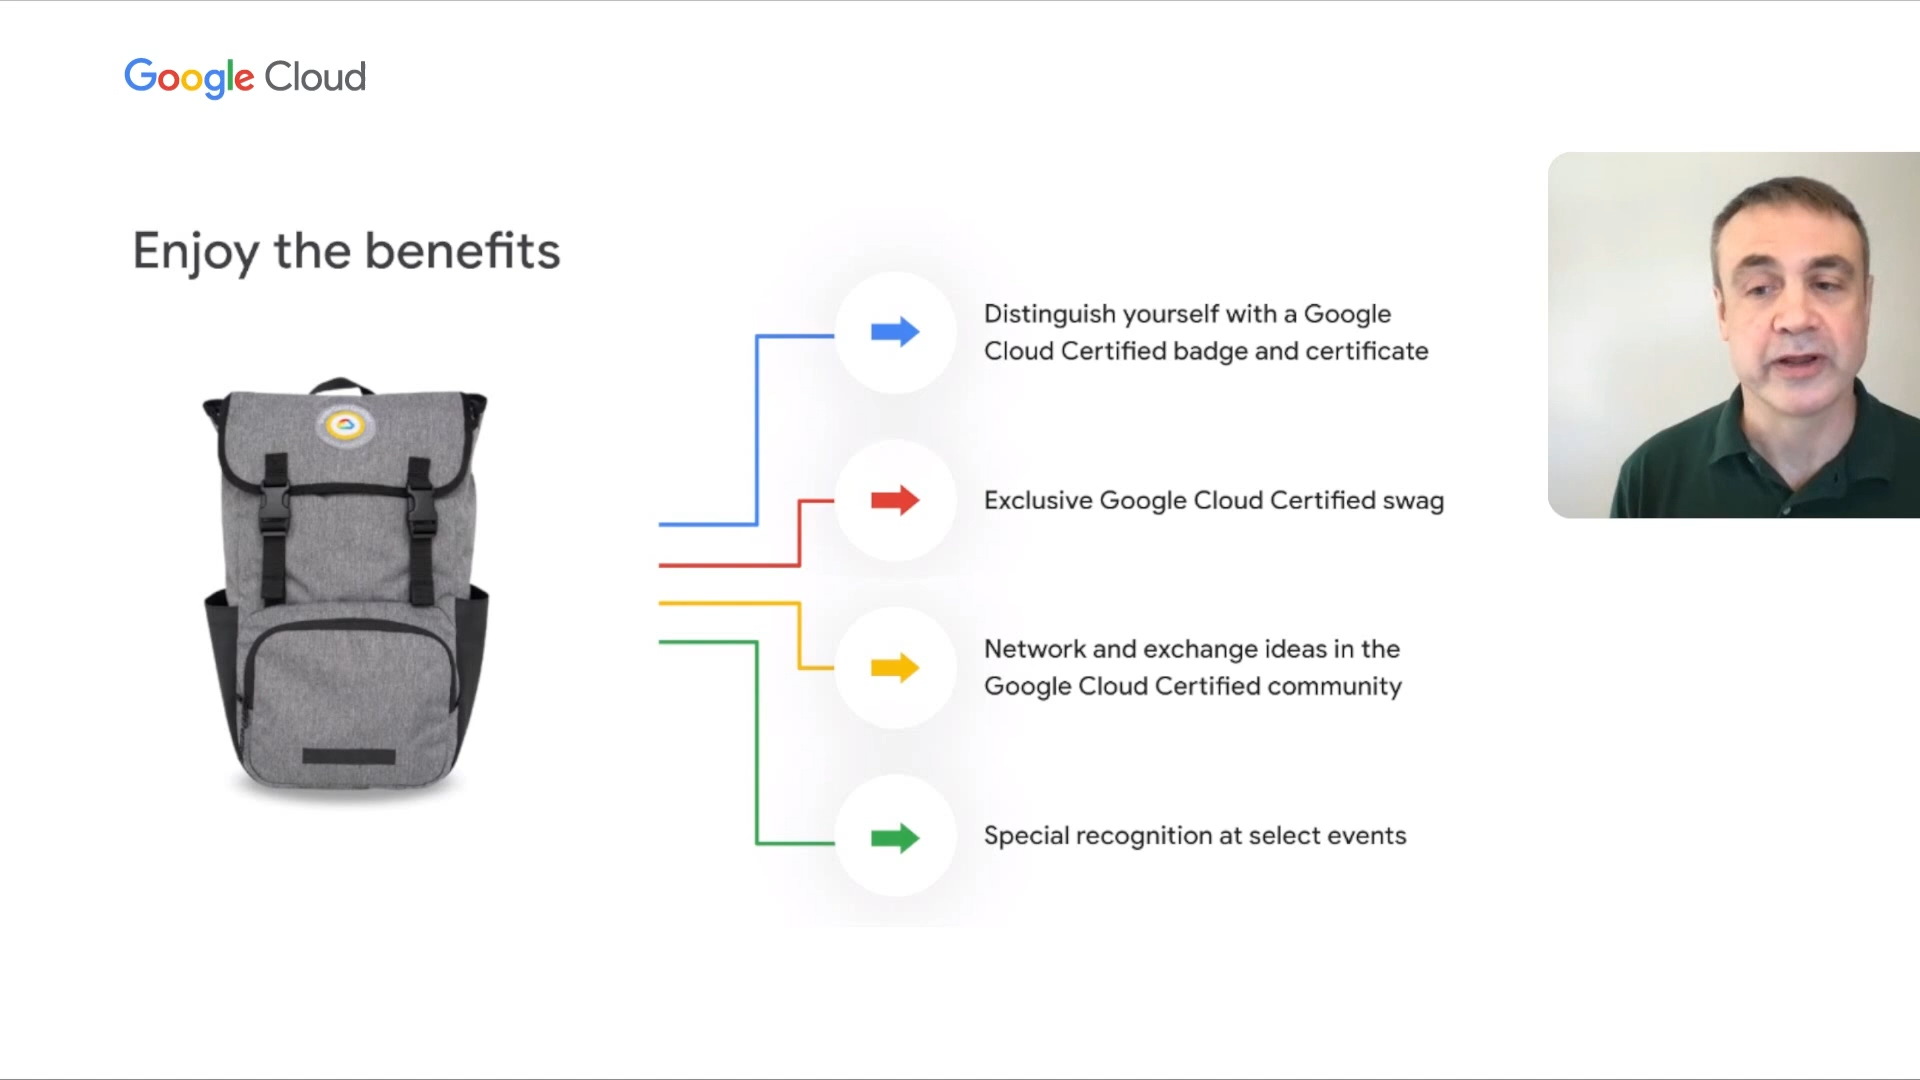 Google Cloud
Enjoy the benefits
Distinguish yourself with a Google
Cloud Certified badge and certificate
Exclusive Google Cloud Certified swag
Network and exchange ideas in the
Google Cloud Certified community
Special recognition at select events